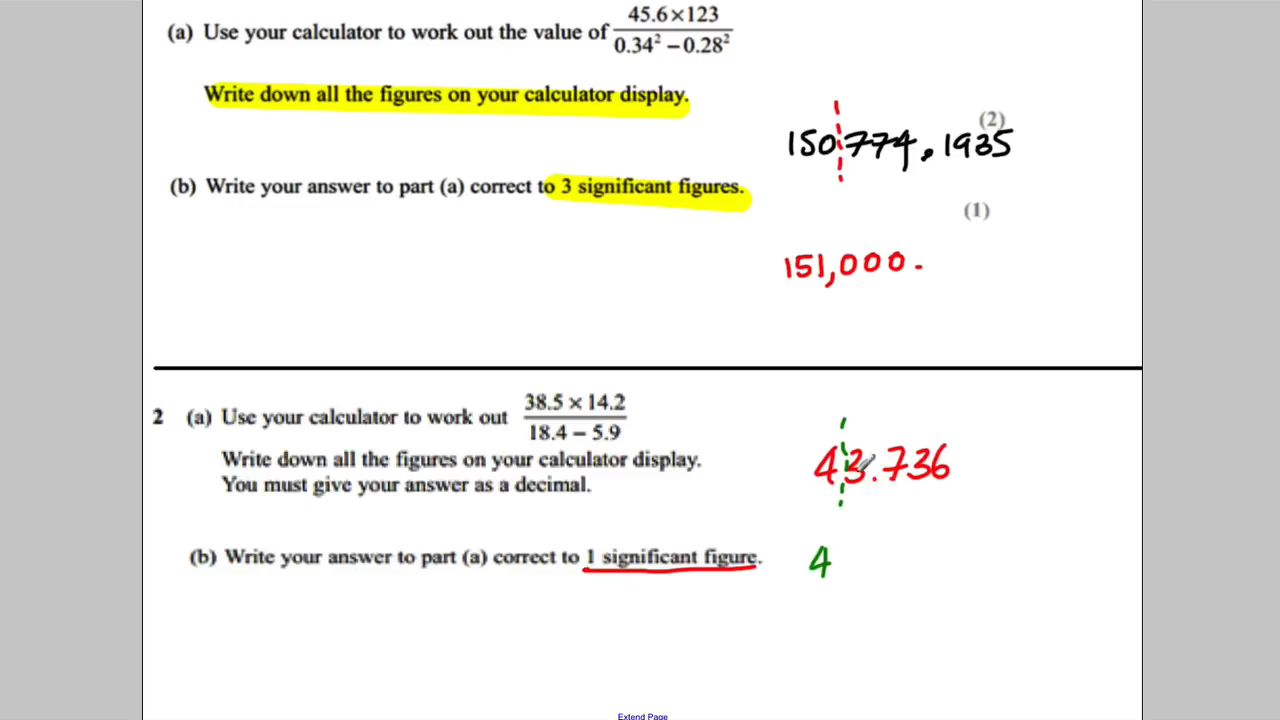 (a) Use your calculator to work out the value of 45.6 × 123 / 0.34² − 0.28²
Write down all the figures on your calculator display.
(2)
150774.1935
(b) Write your answer to part (a) correct to 3 significant figures.
(1)
151,000.
2 (a) Use your calculator to work out 38.5 × 14.2 / 18.4 − 5.9
Write down all the figures on your calculator display.
You must give your answer as a decimal.
43.736
(b) Write your answer to part (a) correct to 1 significant figure.
4
Extend Page